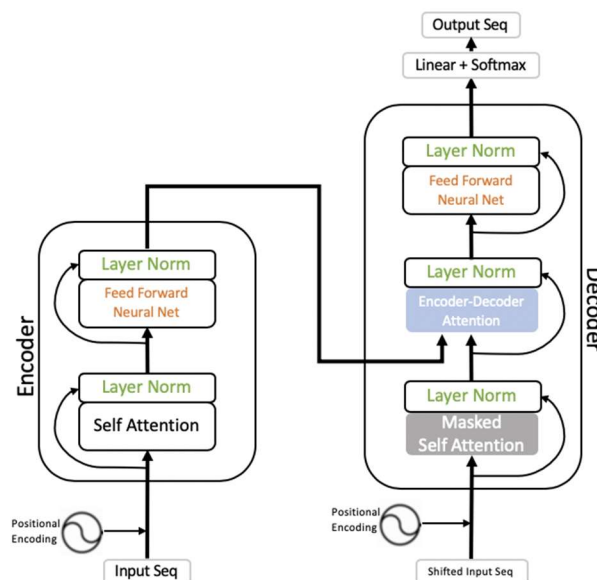 Output Seq
Linear + Softmax
Layer Norm
Feed Forward
Neural Net
Layer Norm
Encoder-Decoder
Attention
Layer Norm
Masked
Self Attention
Decoder
Positional
Encoding
Shifted Input Seq
Layer Norm
Feed Forward
Neural Net
Layer Norm
Self Attention
Encoder
Positional
Encoding
Input Seq